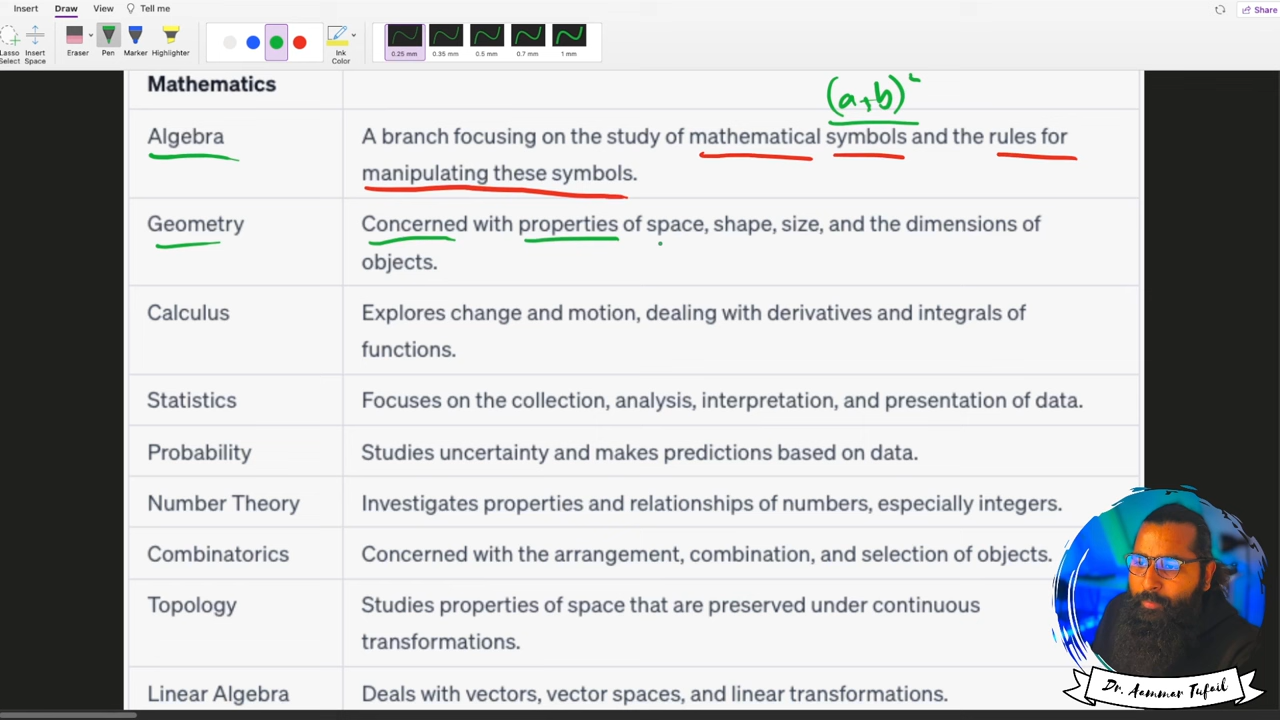 Insert Draw View Tell me
Share
Lasso Select
Insert Space
Eraser
Pen
Marker
Highlighter
Ink Color
0.25 mm
0.35 mm
0.5 mm
0.7 mm
1 mm
Mathematics
(a+b)²
Algebra
A branch focusing on the study of mathematical symbols and the rules for
manipulating these symbols.
Geometry
Concerned with properties of space, shape, size, and the dimensions of
objects.
Calculus
Explores change and motion, dealing with derivatives and integrals of
functions.
Statistics
Focuses on the collection, analysis, interpretation, and presentation of data.
Probability
Studies uncertainty and makes predictions based on data.
Number Theory
Investigates properties and relationships of numbers, especially integers.
Combinatorics
Concerned with the arrangement, combination, and selection of objects.
Topology
Studies properties of space that are preserved under continuous
transformations.
Linear Algebra
Deals with vectors, vector spaces, and linear transformations.
Dr. Aammar Tufail